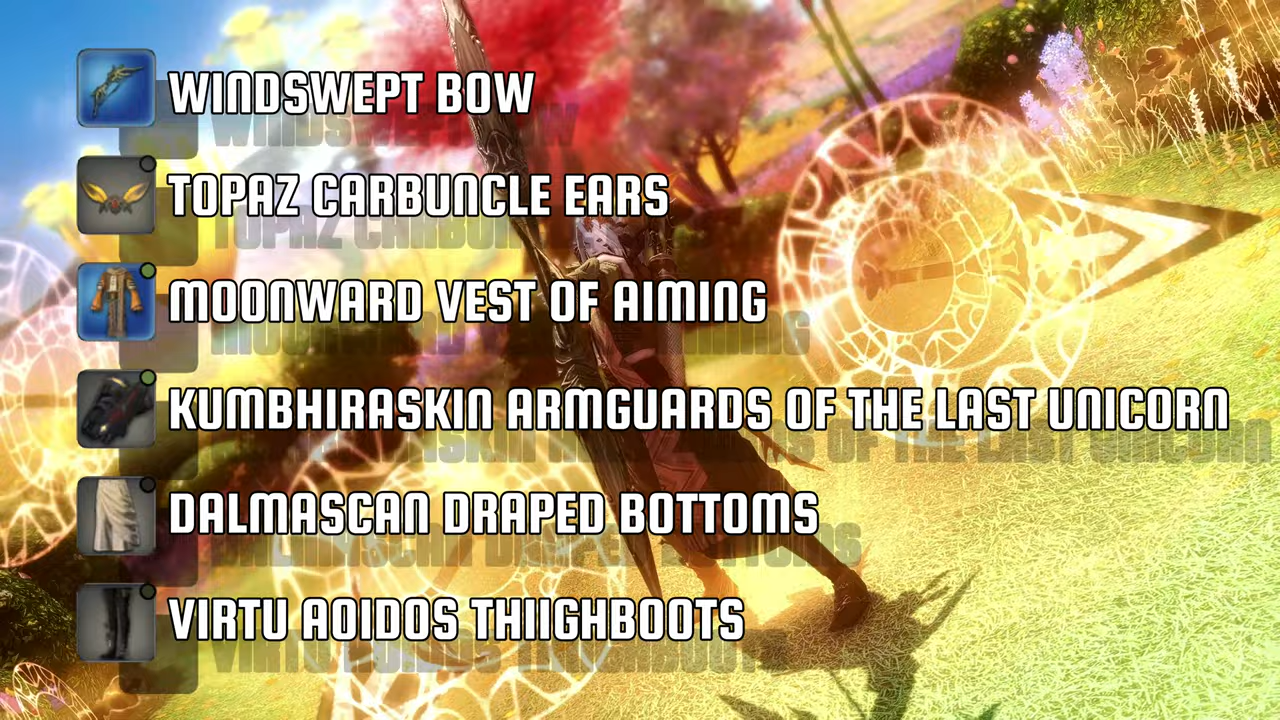 WINDSWEPT BOW
TOPAZ CARBUNCLE EARS
MOONWARD VEST OF AIMING
KUMBHIRASKIN ARMGUARDS OF THE LAST UNICORN
DALMASCAN DRAPED BOTTOMS
VIRTU AOIDOS THIIGHBOOTS